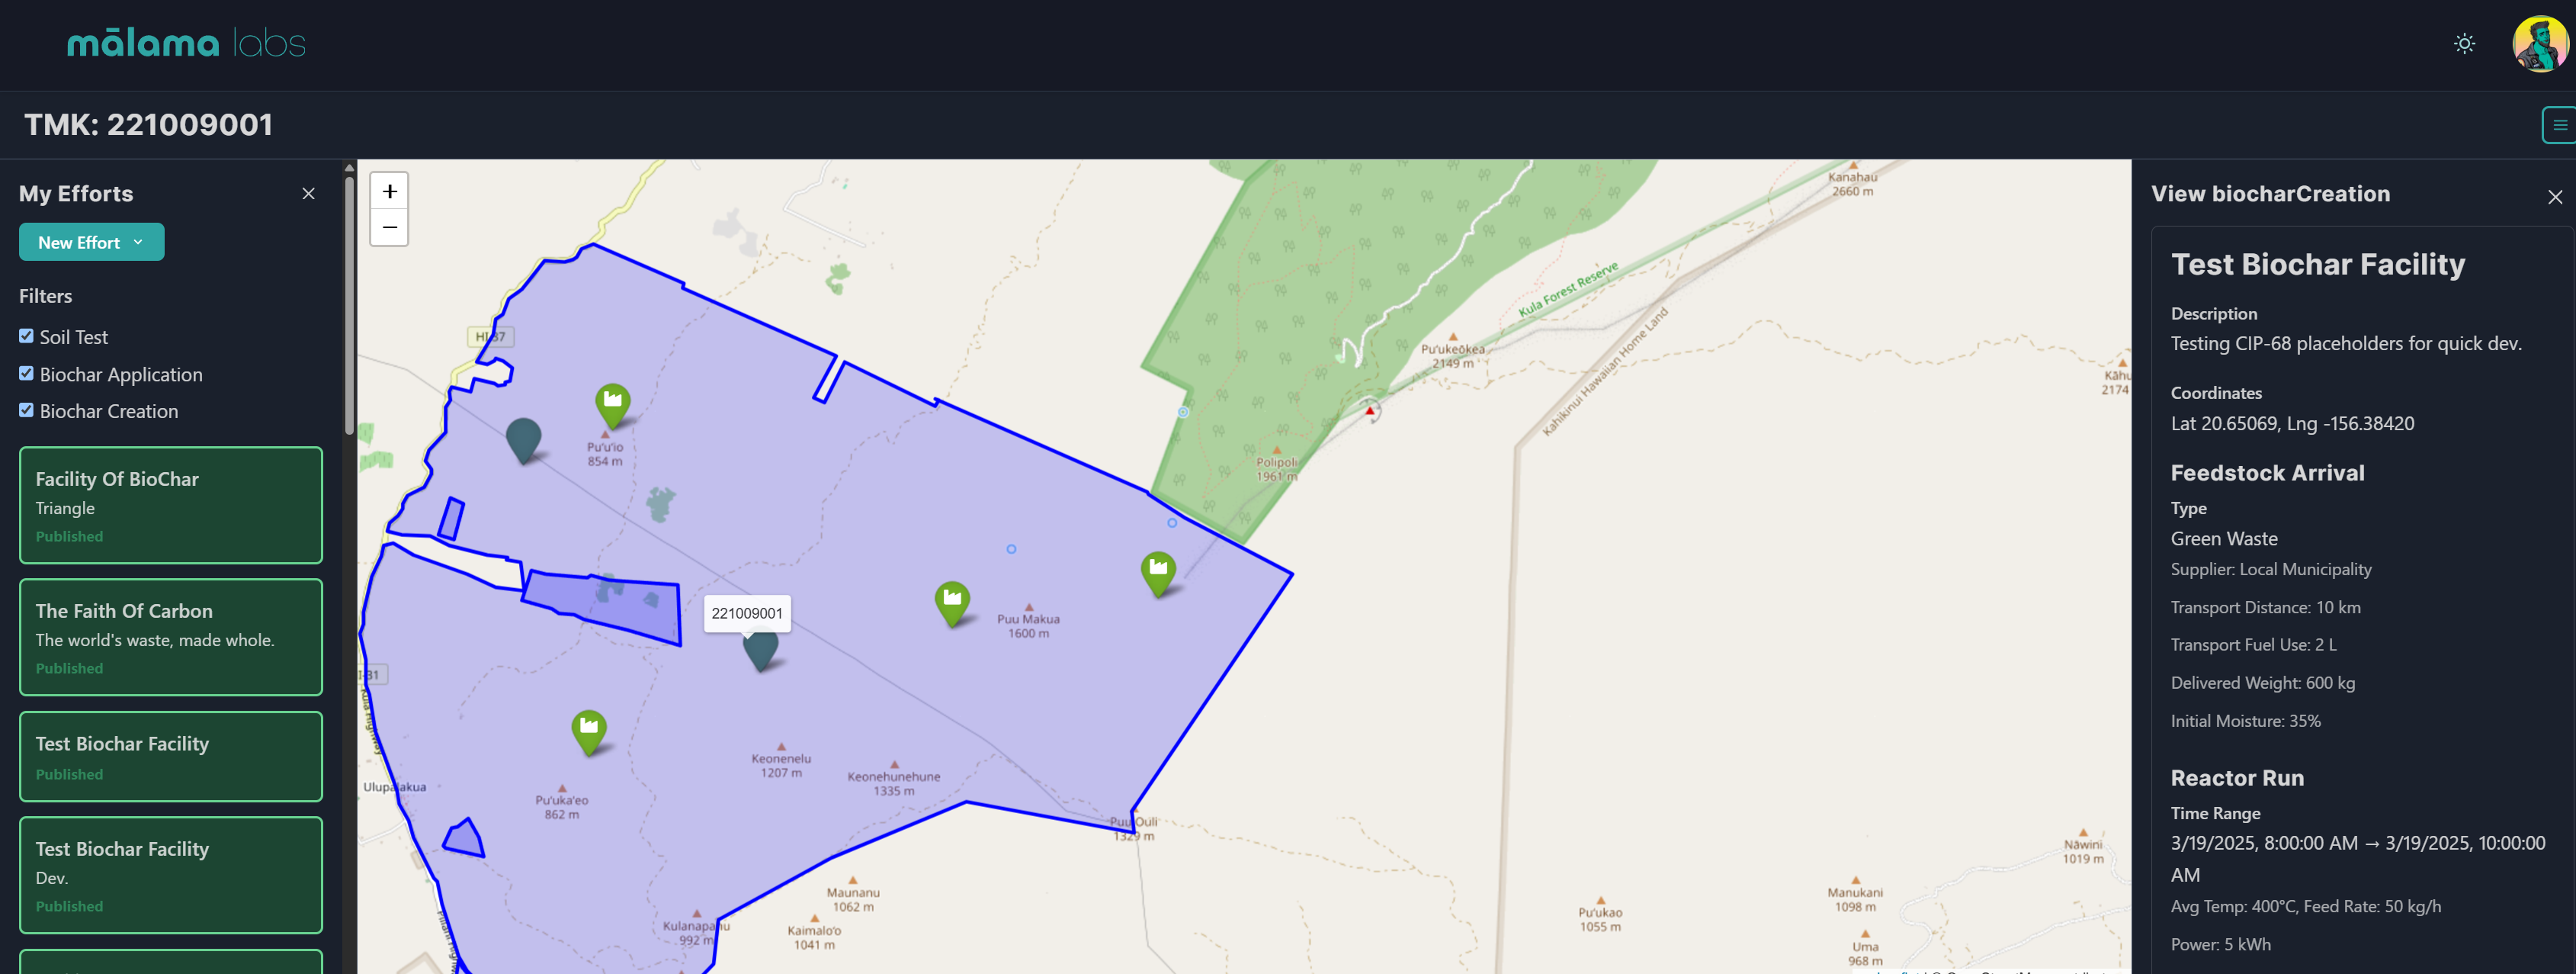 mālama labs
TMK: 221009001
My Efforts
New Effort
Filters
Soil Test
Biochar Application
Biochar Creation
Facility Of BioChar
Triangle
Published
The Faith Of Carbon
The world's waste, made whole.
Published
Test Biochar Facility
Published
Test Biochar Facility
Dev.
Published
+
−
HI-37
Pu'u'io
854 m
221009001
Puu Makua
1600 m
Keonenelu
1207 m
Keonehunehune
1335 m
Pu'uka'eo
862 m
Kula Highway
Puu Ouli
1329 m
Maunanu
1062 m
Kaimalo'o
1041 m
992 m
Polipoli
1961 m
Kula Forest Reserve
Pu'ukeōkea
2149 m
Kahikinui Hawaiian Home Land
Kanahau
2660 m
Kāhu
2174
Nāwini
1019 m
Manukani
1098 m
Pu'ukao
1055 m
Uma
968 m
View biocharCreation
Test Biochar Facility
Description
Testing CIP-68 placeholders for quick dev.
Coordinates
Lat 20.65069, Lng -156.38420
Feedstock Arrival
Type
Green Waste
Supplier: Local Municipality
Transport Distance: 10 km
Transport Fuel Use: 2 L
Delivered Weight: 600 kg
Initial Moisture: 35%
Reactor Run
Time Range
3/19/2025, 8:00:00 AM → 3/19/2025, 10:00:00
AM
Avg Temp: 400°C, Feed Rate: 50 kg/h
Power: 5 kWh